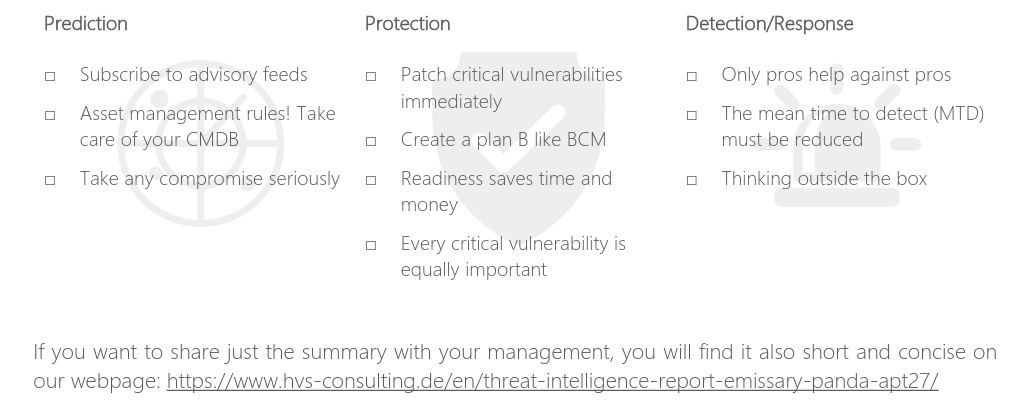 Prediction
Subscribe to advisory feeds
Asset management rules! Take
care of your CMDB
Take any compromise seriously
Protection
Patch critical vulnerabilities
immediately
Create a plan B like BCM
Readiness saves time and
money
Every critical vulnerability is
equally important
Detection/Response
Only pros help against pros
The mean time to detect (MTD)
must be reduced
Thinking outside the box
If you want to share just the summary with your management, you will find it also short and concise on
our webpage: https://www.hvs-consulting.de/en/threat-intelligence-report-emissary-panda-apt27/